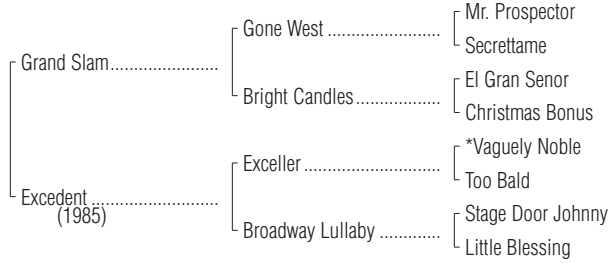 Mr. Prospector
Gone West ....................
Secrettame
Grand Slam......................
El Gran Senor
Bright Candles .................
Christmas Bonus
*Vaguely Noble
Exceller ...........................
Too Bald
Excedent .........................
(1985)
Stage Door Johnny
Broadway Lullaby ............
Little Blessing